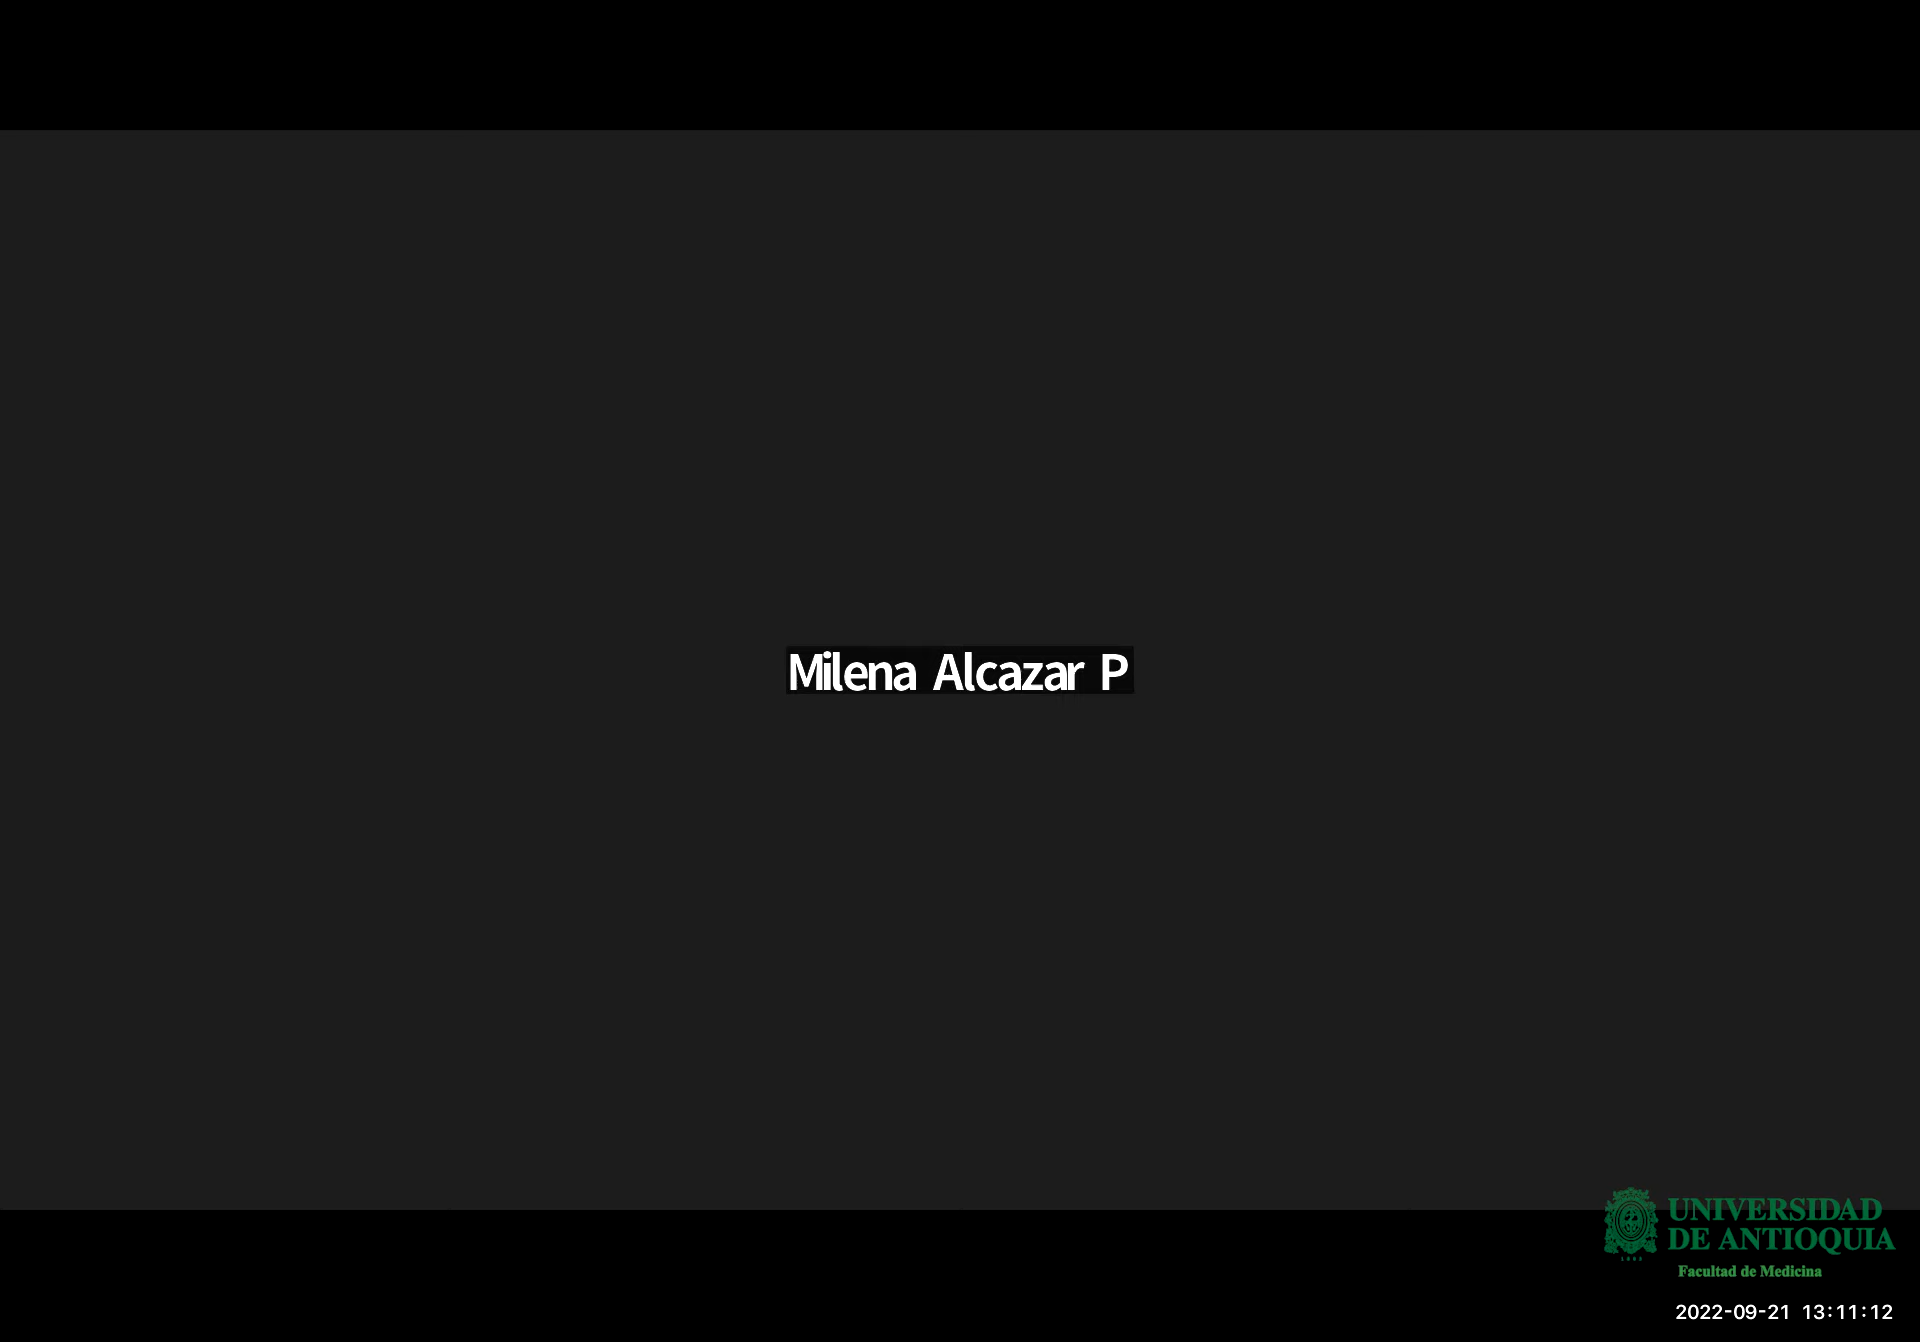 Milena Alcazar P
UNIVERSIDAD
DE ANTIOQUIA
Facultad de Medicina
2022-09-21 13:11:12